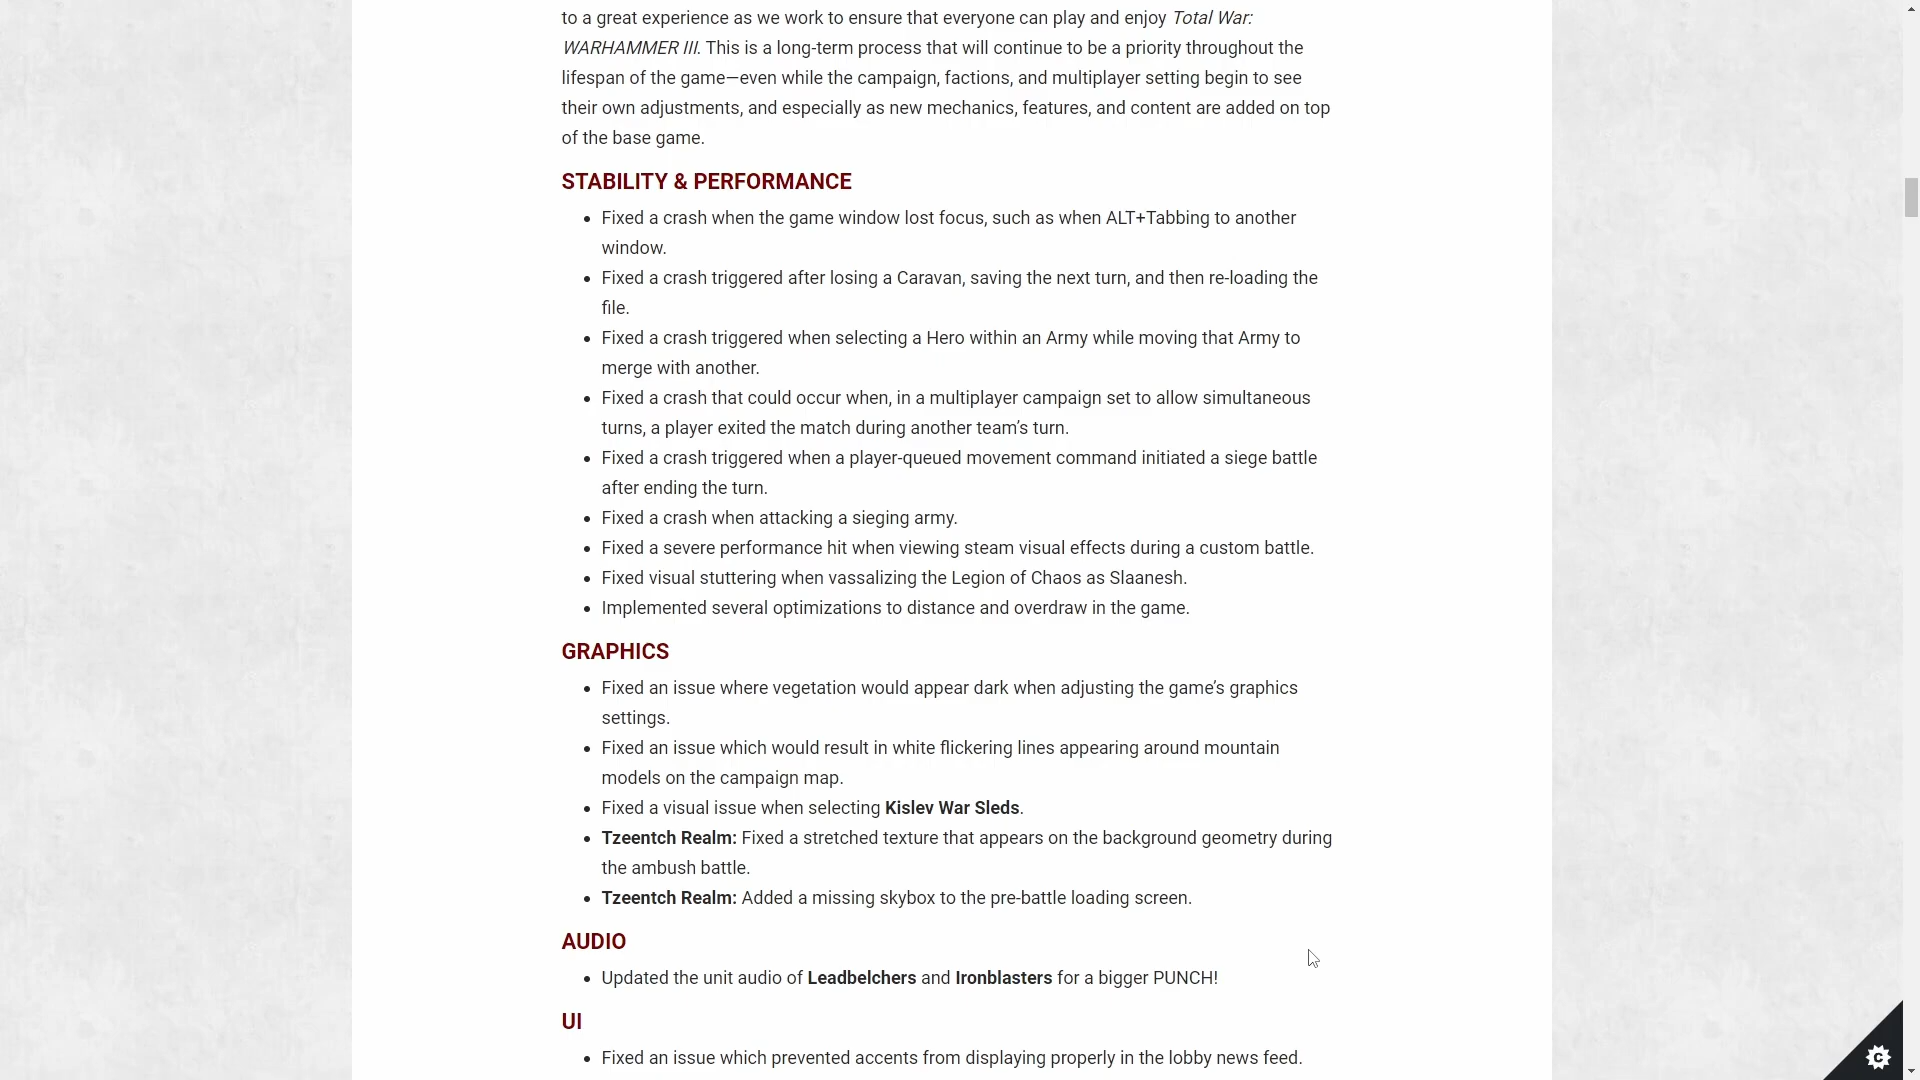 to a great experience as we work to ensure that everyone can play and enjoy Total War:
WARHAMMER III. This is a long-term process that will continue to be a priority throughout the
lifespan of the game—even while the campaign, factions, and multiplayer setting begin to see
their own adjustments, and especially as new mechanics, features, and content are added on top
of the base game.
STABILITY & PERFORMANCE
• Fixed a crash when the game window lost focus, such as when ALT+Tabbing to another
window.
• Fixed a crash triggered after losing a Caravan, saving the next turn, and then re-loading the
file.
• Fixed a crash triggered when selecting a Hero within an Army while moving that Army to
merge with another.
• Fixed a crash that could occur when, in a multiplayer campaign set to allow simultaneous
turns, a player exited the match during another team’s turn.
• Fixed a crash triggered when a player-queued movement command initiated a siege battle
after ending the turn.
• Fixed a crash when attacking a sieging army.
• Fixed a severe performance hit when viewing steam visual effects during a custom battle.
• Fixed visual stuttering when vassalizing the Legion of Chaos as Slaanesh.
• Implemented several optimizations to distance and overdraw in the game.
GRAPHICS
• Fixed an issue where vegetation would appear dark when adjusting the game’s graphics
settings.
• Fixed an issue which would result in white flickering lines appearing around mountain
models on the campaign map.
• Fixed a visual issue when selecting Kislev War Sleds.
• Tzeentch Realm: Fixed a stretched texture that appears on the background geometry during
the ambush battle.
• Tzeentch Realm: Added a missing skybox to the pre-battle loading screen.
AUDIO
• Updated the unit audio of Leadbelchers and Ironblasters for a bigger PUNCH!
UI
• Fixed an issue which prevented accents from displaying properly in the lobby news feed.